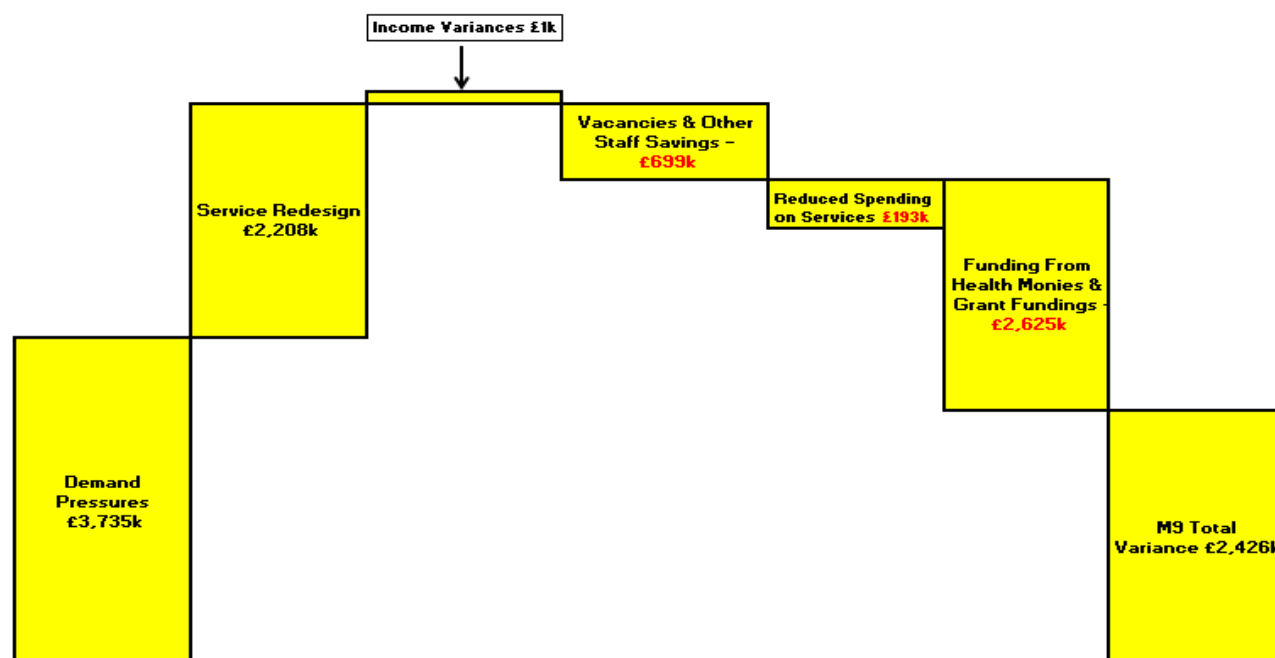 Income Variances £1k
Vacancies & Other
Staff Savings –
£699k
Reduced Spending
on Services £193k
Service Redesign
£2,208k
Funding From
Health Monies &
Grant Fundings -
£2,625k
Demand
Pressures
£3,735k
M9 Total
Variance £2,426k